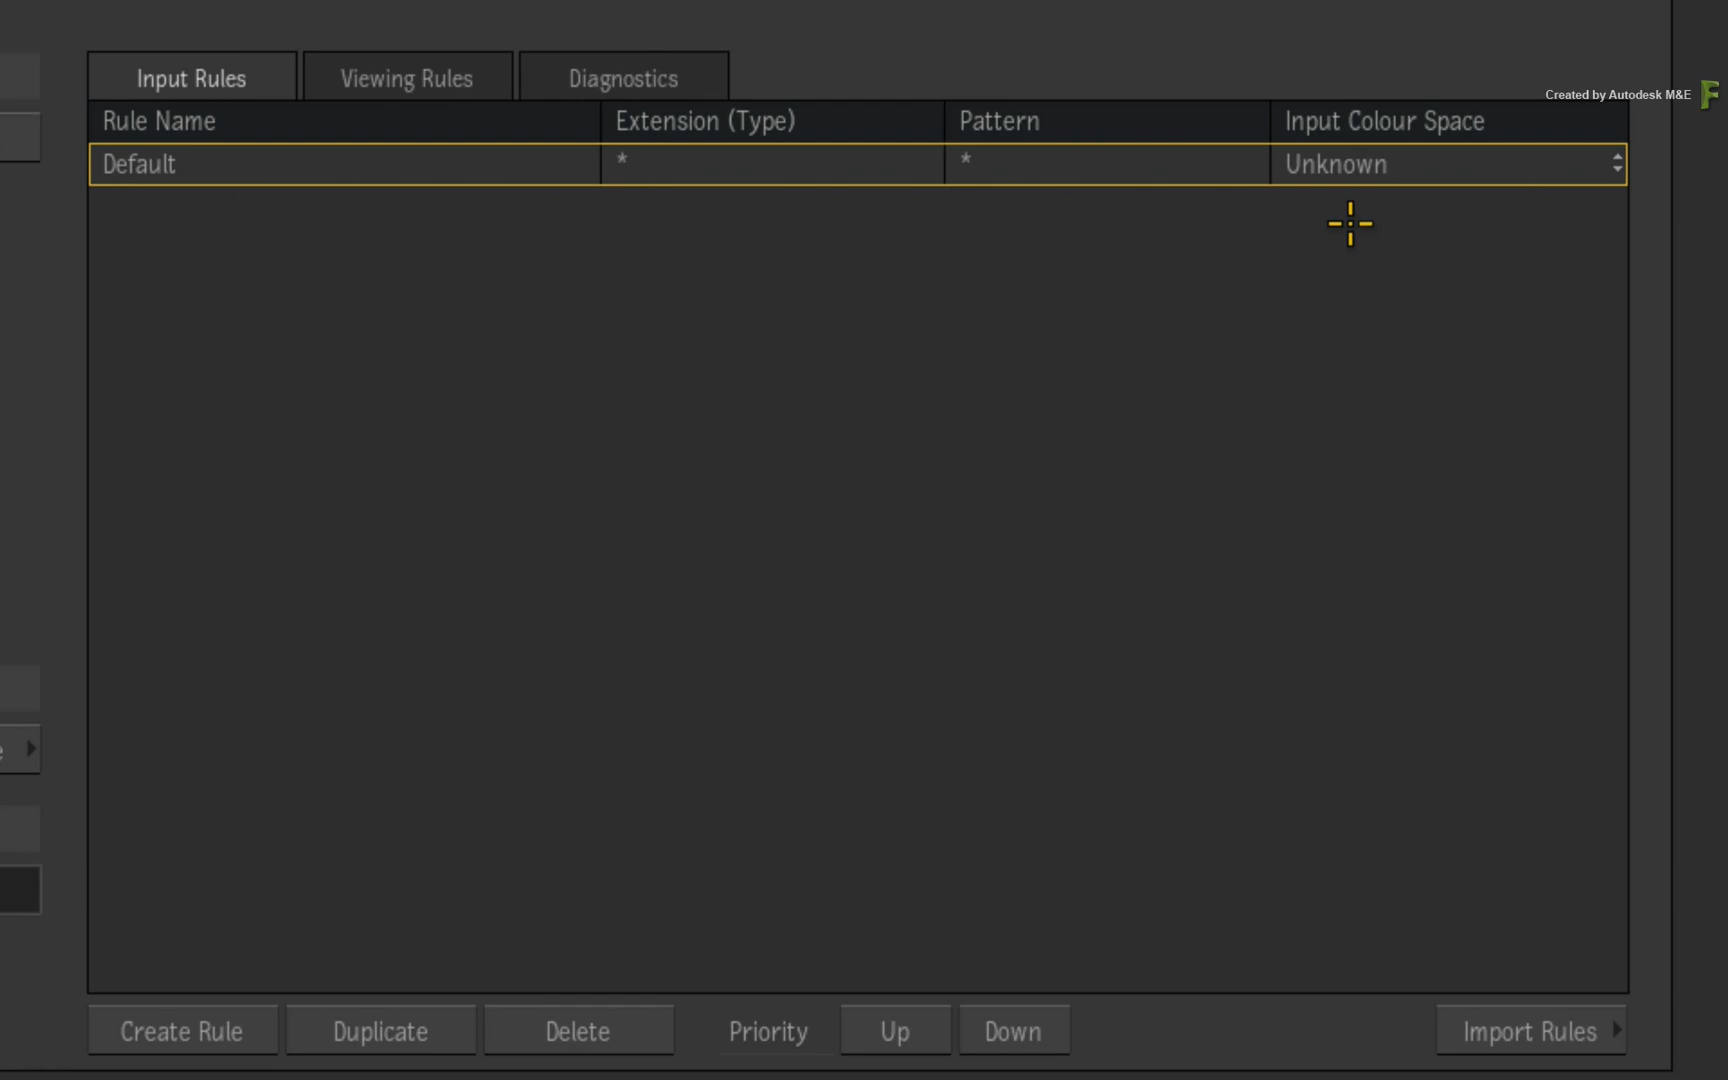 Input Rules
Viewing Rules
Diagnostics
Created by Autodesk M&E
Rule Name
Extension (Type)
Pattern
Input Colour Space
Default
*
*
Unknown
e
Create Rule
Duplicate
Delete
Priority
Up
Down
Import Rules